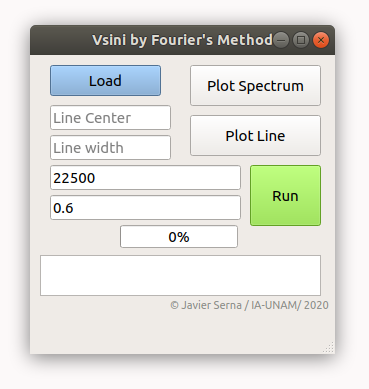 Vsini by Fourier's Method
Load
Plot Spectrum
Line Center
Plot Line
Line width
22500
Run
0.6
0%
© Javier Serna / IA-UNAM/ 2020